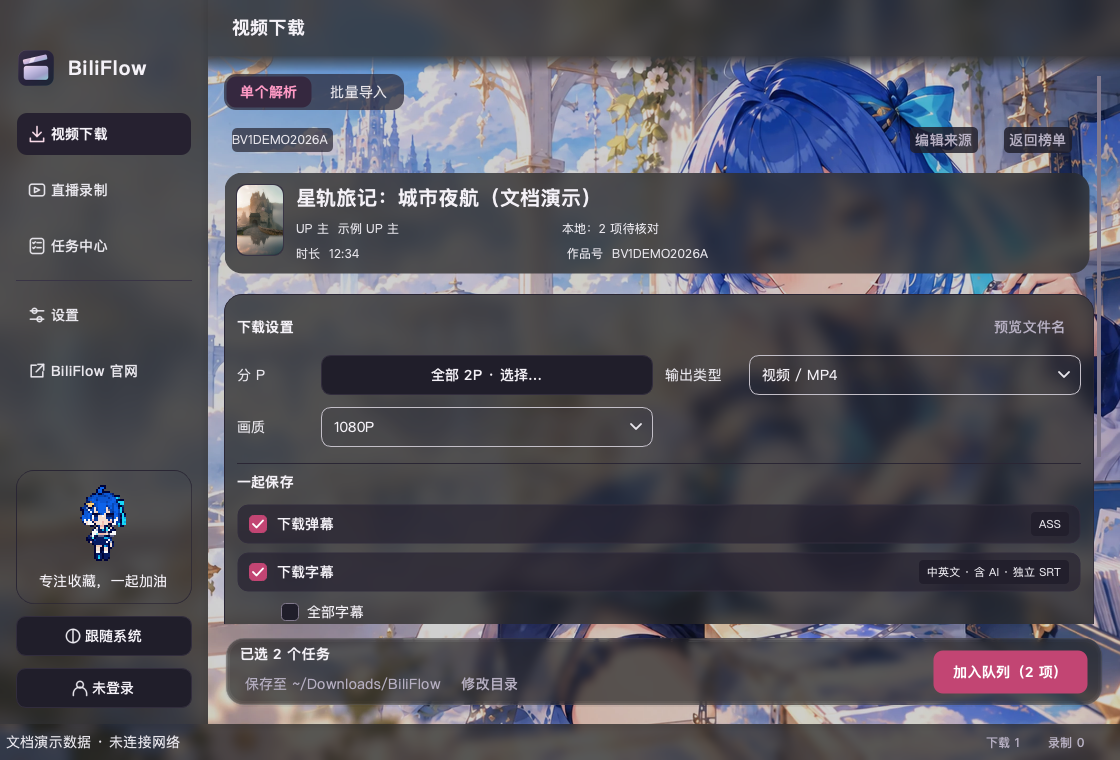 视频下载
BiliFlow
单个解析
批量导入
视频下载
BV1DEMO2026A
编辑来源
返回榜单
直播录制
星轨旅记：城市夜航（文档演示）
UP 主 示例 UP 主
本地：2 项待核对
任务中心
时长 12:34
作品号 BV1DEMO2026A
设置
下载设置
预览文件名
BiliFlow 官网
分 P
全部 2P · 选择…
输出类型
视频 / MP4
画质
1080P
一起保存
下载弹幕
ASS
下载字幕
中英文 · 含 AI · 独立 SRT
专注收藏，一起加油
全部字幕
跟随系统
已选 2 个任务
保存至 ~/Downloads/BiliFlow
修改目录
加入队列（2 项）
未登录
文档演示数据 · 未连接网络
下载 1
录制 0